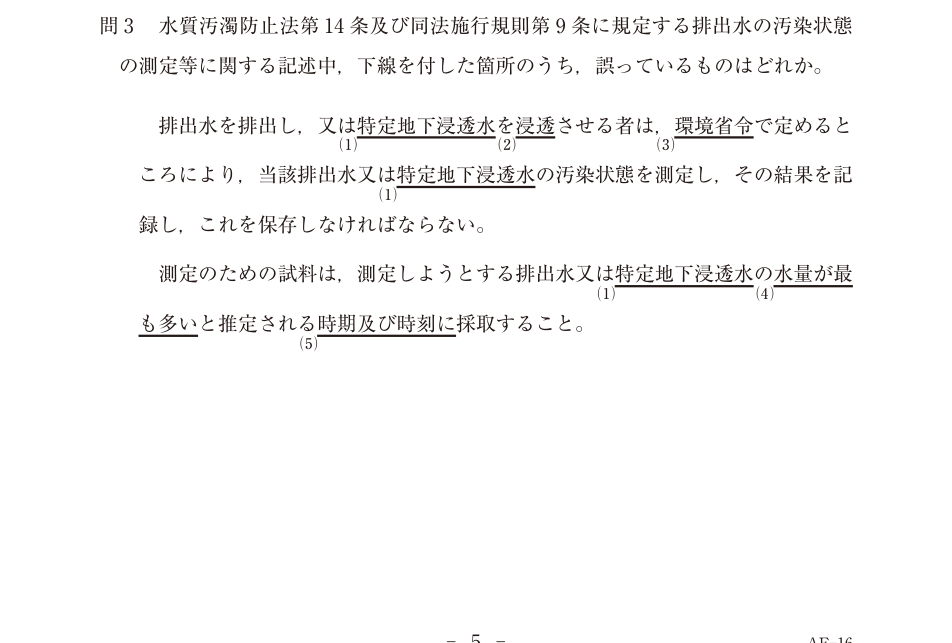 問 3　水質汚濁防止法第 14 条及び同法施行規則第 9 条に規定する排出水の汚染状態
の測定等に関する記述中，下線を付した箇所のうち，誤っているものはどれか。
排出水を排出し，又は特定地下浸透水を浸透させる者は，環境省令で定めると
(1) (2) (3)
ころにより，当該排出水又は特定地下浸透水の汚染状態を測定し，その結果を記
(1)
録し，これを保存しなければならない。
測定のための試料は，測定しようとする排出水又は特定地下浸透水の水量が最
(1) (4)
も多いと推定される時期及び時刻に採取すること。
(5)
− 5 −